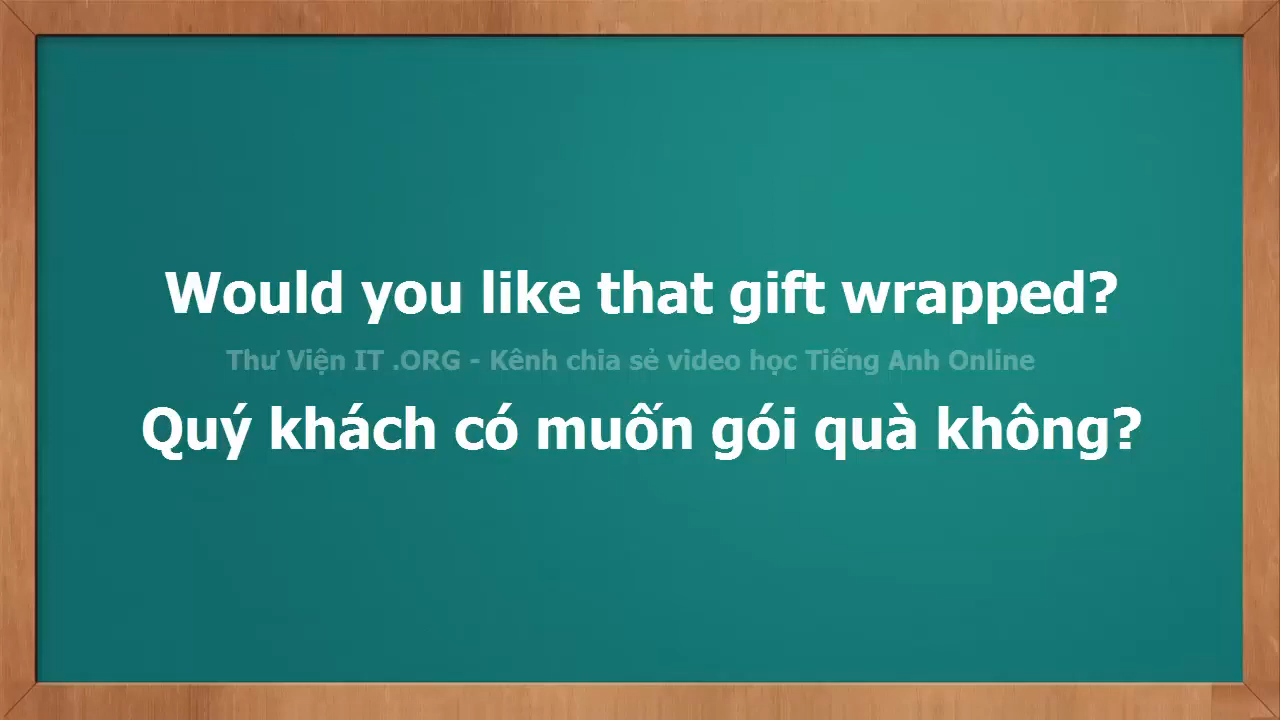 Would you like that gift wrapped?
Thư Viện IT .ORG - Kênh chia sẻ video học Tiếng Anh Online
Quý khách có muốn gói quà không?